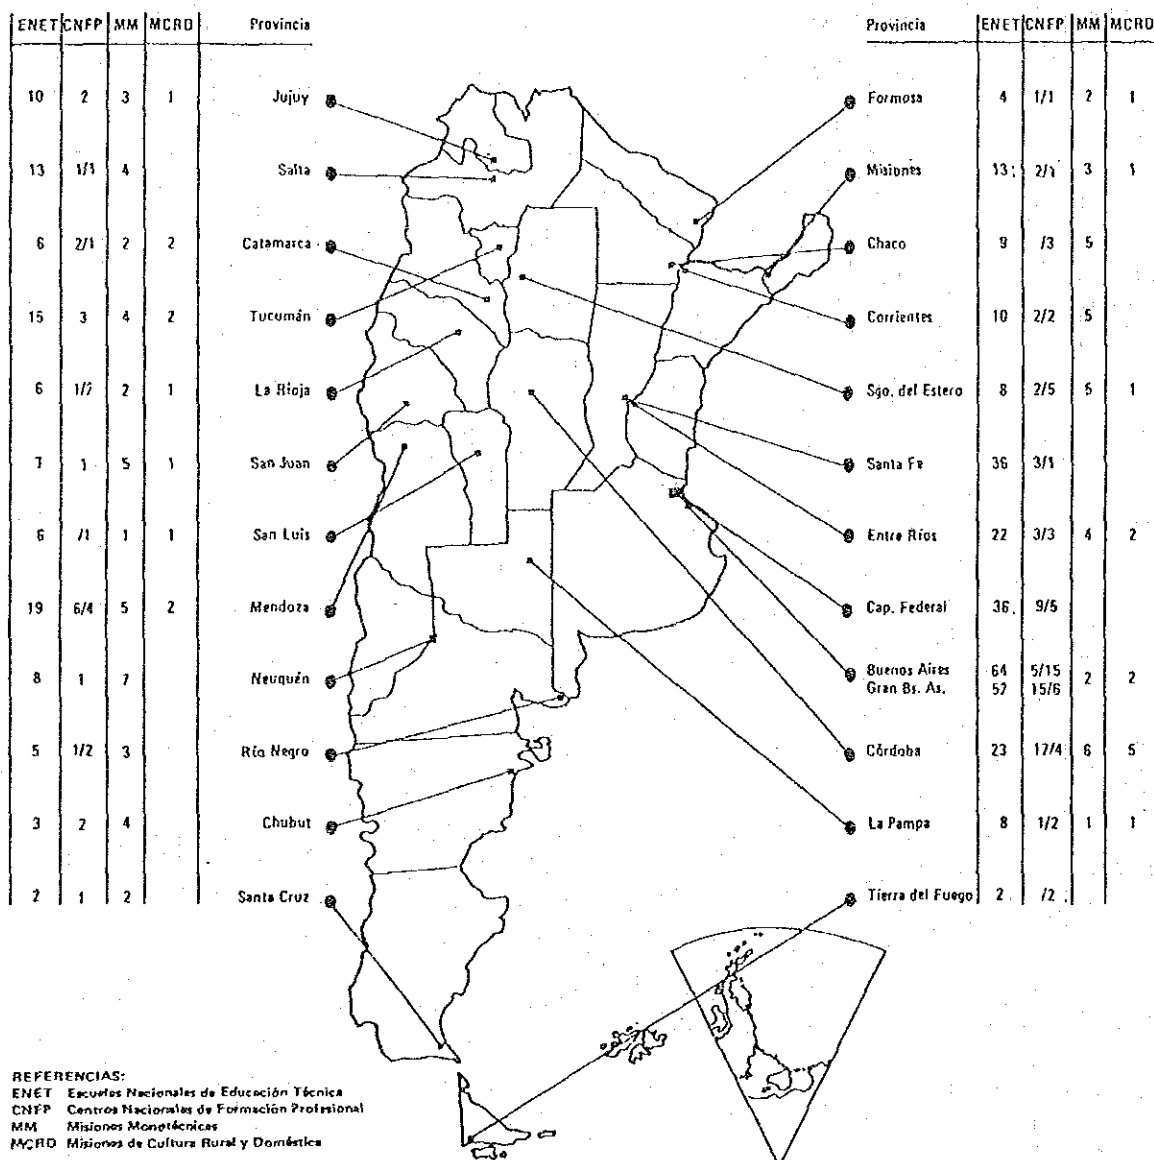 ENET CNFP MM MCRD Provincia
10 2 3 1 Jujuy
13 1/1 4 Salta
6 2/1 2 2 Catamarca
15 3 4 2 Tucumán
6 1/2 2 1 La Rioja
7 1 5 1 San Juan
6 /1 1 1 San Luis
19 6/4 5 2 Mendoza
8 1 7 Neuquén
5 1/2 3 Río Negro
3 2 4 Chubut
2 1 2 Santa Cruz
Provincia ENET CNFP MM MCRD
Formosa 4 1/1 2 1
Misiones 13 2/1 3 1
Chaco 9 /3 5
Corrientes 10 2/2 5
Sgo. del Estero 8 2/5 5 1
Santa Fe 36 3/1
Entre Ríos 22 3/3 4 2
Cap. Federal 36 9/5
Buenos Aires 64 5/15 2 2
Gran Bs. As. 52 15/6
Córdoba 23 17/4 6 5
La Pampa 8 1/2 1 1
Tierra del Fuego 2 /2
REFERENCIAS:
ENET Escuelas Nacionales de Educación Técnica
CNFP Centros Nacionales de Formación Profesional
MM Misiones Monotécnicas
MCRD Misiones de Cultura Rural y Doméstica